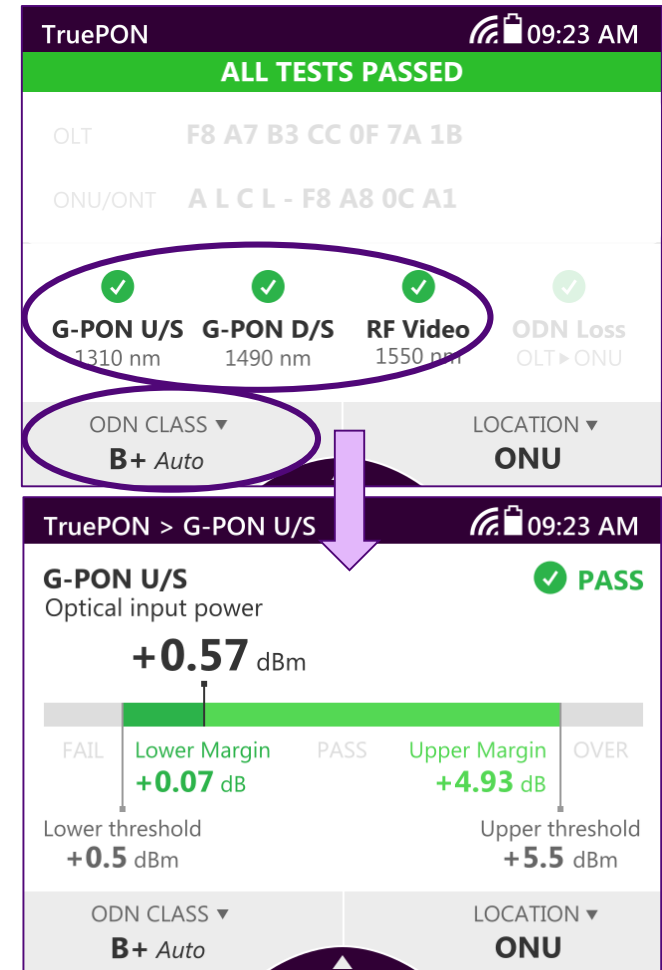 TruePON 09:23 AM
ALL TESTS PASSED
OLT F8 A7 B3 CC 0F 7A 1B
ONU/ONT A L C L - F8 A8 0C A1
G-PON U/S G-PON D/S RF Video ODN Loss
1310 nm 1490 nm 1550 nm OLT ▸ ONU
ODN CLASS ▾ LOCATION ▾
B+ Auto ONU
TruePON > G-PON U/S 09:23 AM
G-PON U/S PASS
Optical input power
+0.57 dBm
FAIL Lower Margin PASS Upper Margin OVER
+0.07 dB +4.93 dB
Lower threshold Upper threshold
+0.5 dBm +5.5 dBm
ODN CLASS ▾ LOCATION ▾
B+ Auto ONU